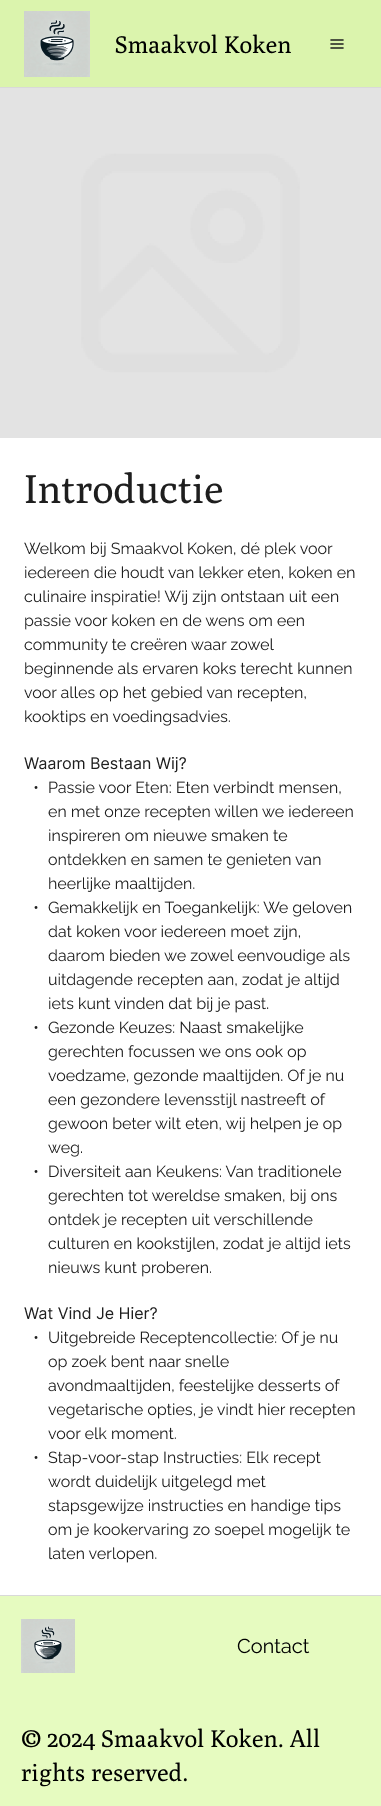 Smaakvol Koken
Introductie
Welkom bij Smaakvol Koken, dé plek voor
iedereen die houdt van lekker eten, koken en
culinaire inspiratie! Wij zijn ontstaan uit een
passie voor koken en de wens om een
community te creëren waar zowel
beginnende als ervaren koks terecht kunnen
voor alles op het gebied van recepten,
kooktips en voedingsadvies.
Waarom Bestaan Wij?
• Passie voor Eten: Eten verbindt mensen,
en met onze recepten willen we iedereen
inspireren om nieuwe smaken te
ontdekken en samen te genieten van
heerlijke maaltijden.
• Gemakkelijk en Toegankelijk: We geloven
dat koken voor iedereen moet zijn,
daarom bieden we zowel eenvoudige als
uitdagende recepten aan, zodat je altijd
iets kunt vinden dat bij je past.
• Gezonde Keuzes: Naast smakelijke
gerechten focussen we ons ook op
voedzame, gezonde maaltijden. Of je nu
een gezondere levensstijl nastreeft of
gewoon beter wilt eten, wij helpen je op
weg.
• Diversiteit aan Keukens: Van traditionele
gerechten tot wereldse smaken, bij ons
ontdek je recepten uit verschillende
culturen en kookstijlen, zodat je altijd iets
nieuws kunt proberen.
Wat Vind Je Hier?
• Uitgebreide Receptencollectie: Of je nu
op zoek bent naar snelle
avondmaaltijden, feestelijke desserts of
vegetarische opties, je vindt hier recepten
voor elk moment.
• Stap-voor-stap Instructies: Elk recept
wordt duidelijk uitgelegd met
stapsgewijze instructies en handige tips
om je kookervaring zo soepel mogelijk te
laten verlopen.
Contact
© 2024 Smaakvol Koken. All
rights reserved.